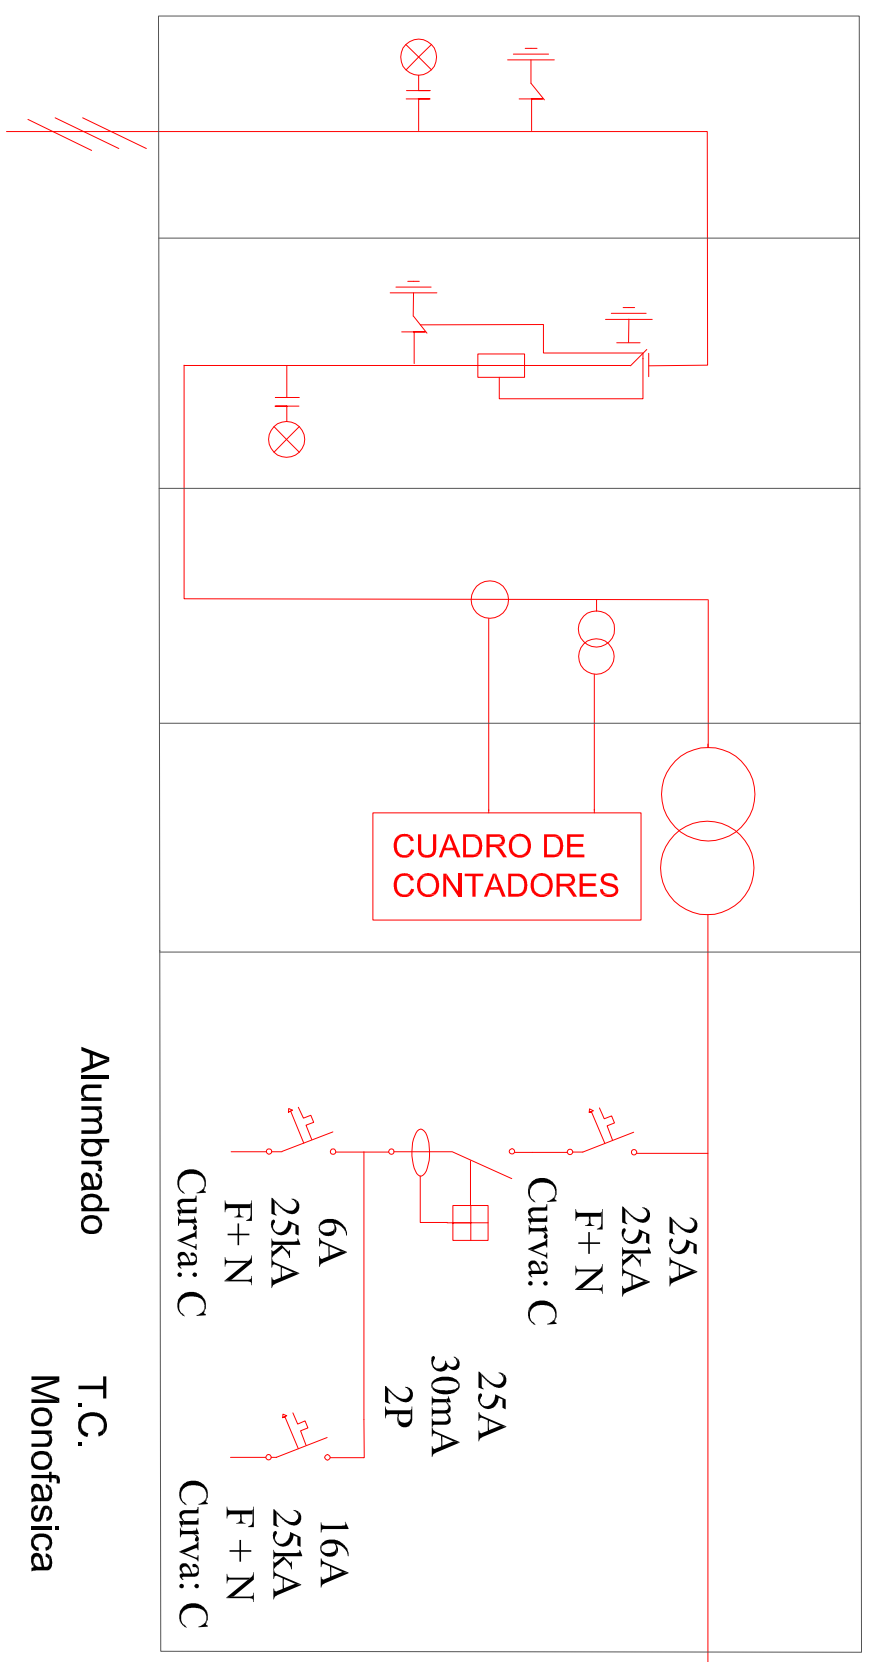 CUADRO DE
CONTADORES
25A
25kA
F+ N
Curva: C
25A
30mA
2P
6A
25kA
F+ N
Curva: C
16A
25kA
F + N
Curva: C
Alumbrado
T.C.
Monofasica